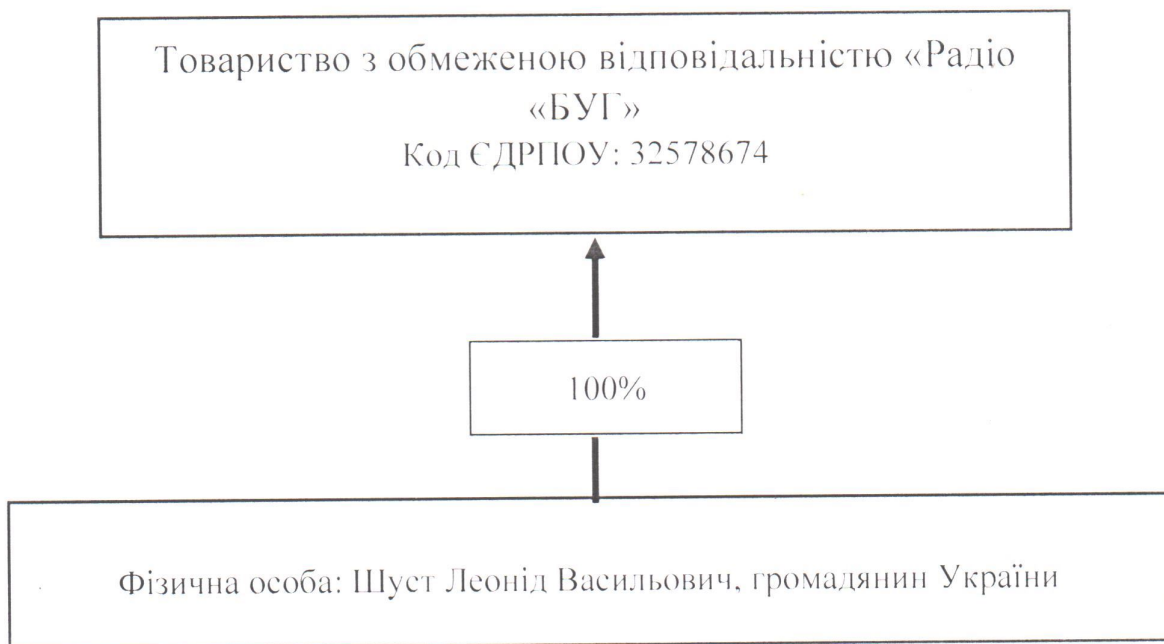 Товариство з обмеженою відповідальністю «Радіо
«БУГ»
Код ЄДРПОУ: 32578674
100%
Фізична особа: Шуст Леонід Васильович, громадянин України